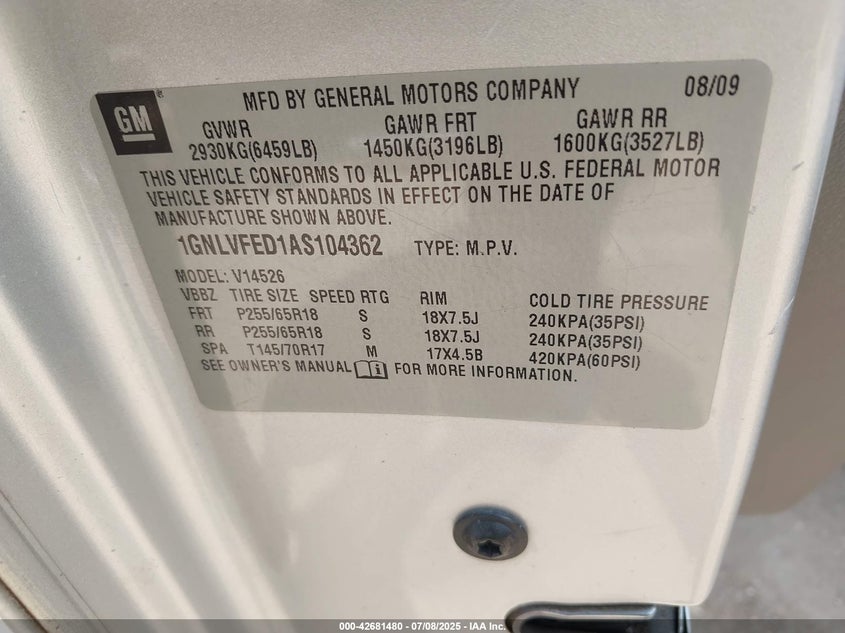 GM
MFD BY GENERAL MOTORS COMPANY 08/09
GVWR GAWR FRT GAWR RR
2930KG(6459LB) 1450KG(3196LB) 1600KG(3527LB)
THIS VEHICLE CONFORMS TO ALL APPLICABLE U.S. FEDERAL MOTOR
VEHICLE SAFETY STANDARDS IN EFFECT ON THE DATE OF
MANUFACTURE SHOWN ABOVE.
1GNLVFED1AS104362 TYPE: M.P.V.
MODEL: V14526
VBBZ TIRE SIZE SPEED RTG RIM COLD TIRE PRESSURE
FRT P255/65R18 S 18X7.5J 240KPA(35PSI)
RR P255/65R18 S 18X7.5J 240KPA(35PSI)
SPA T145/70R17 M 17X4.5B 420KPA(60PSI)
SEE OWNER'S MANUAL i FOR MORE INFORMATION.
000-42681480 - 07/08/2025 - IAA Inc.